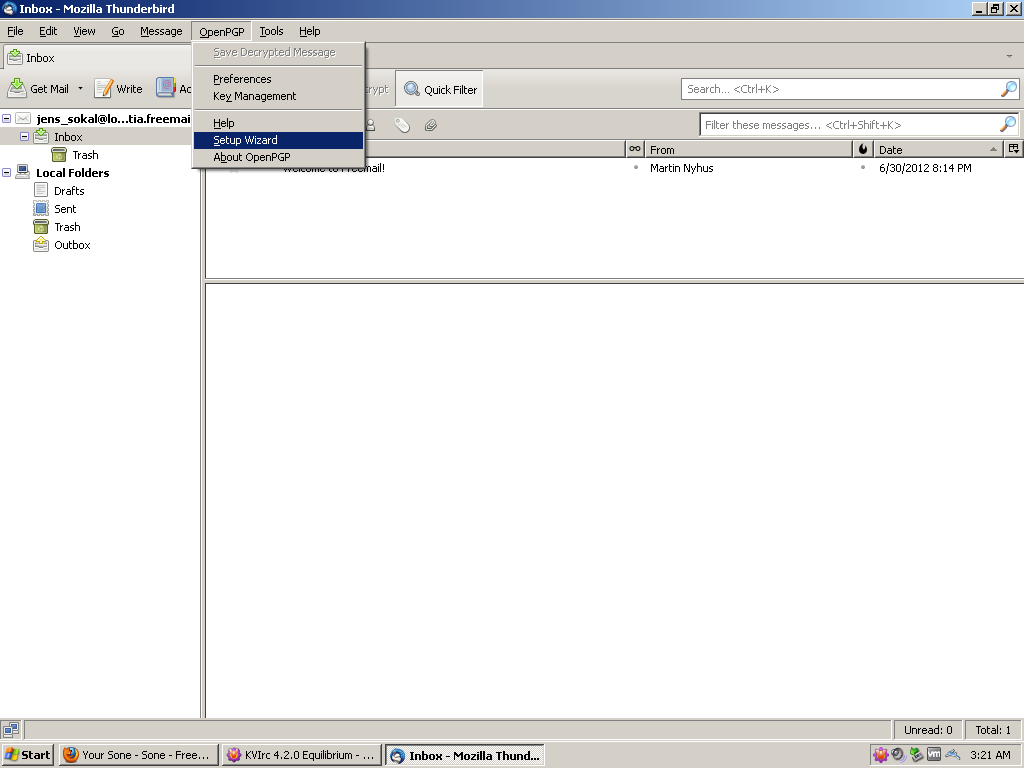 Inbox - Mozilla Thunderbird
File Edit View Go Message OpenPGP Tools Help
Inbox
Save Decrypted Message
Preferences
Key Management
Help
Setup Wizard
About OpenPGP
Get Mail Write Ac crypt Quick Filter Search... <Ctrl+K>
Filter these messages... <Ctrl+Shift+K>
From Date
Welcome to Freemail! Martin Nyhus 6/30/2012 8:14 PM
jens_sokal@lo...tia.freemai
Inbox
Trash
Local Folders
Drafts
Sent
Trash
Outbox
Unread: 0 Total: 1
Start Your Sone - Sone - Free... KVIrc 4.2.0 Equilibrium - ... Inbox - Mozilla Thund... 3:21 AM